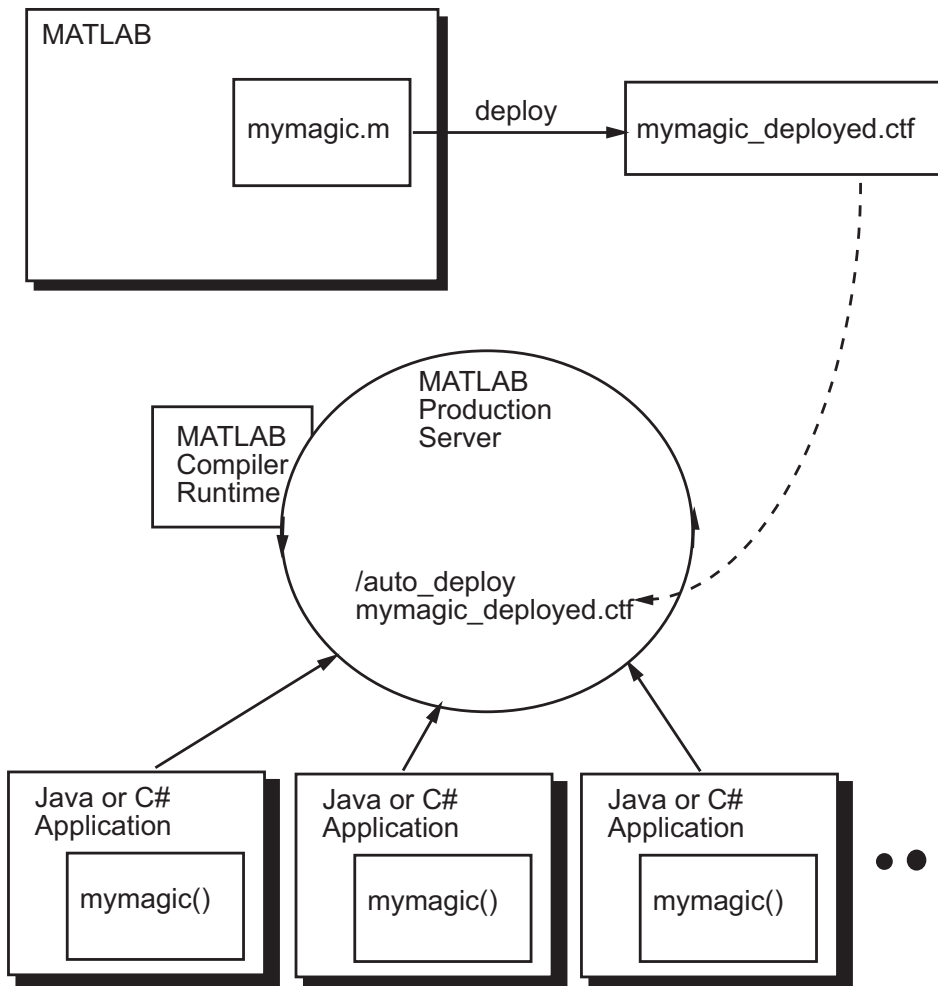 MATLAB
mymagic.m
deploy
mymagic_deployed.ctf
MATLAB
Production
Server
MATLAB
Compiler
Runtime
/auto_deploy
mymagic_deployed.ctf
Java or C#
Application
mymagic()
Java or C#
Application
mymagic()
Java or C#
Application
mymagic()